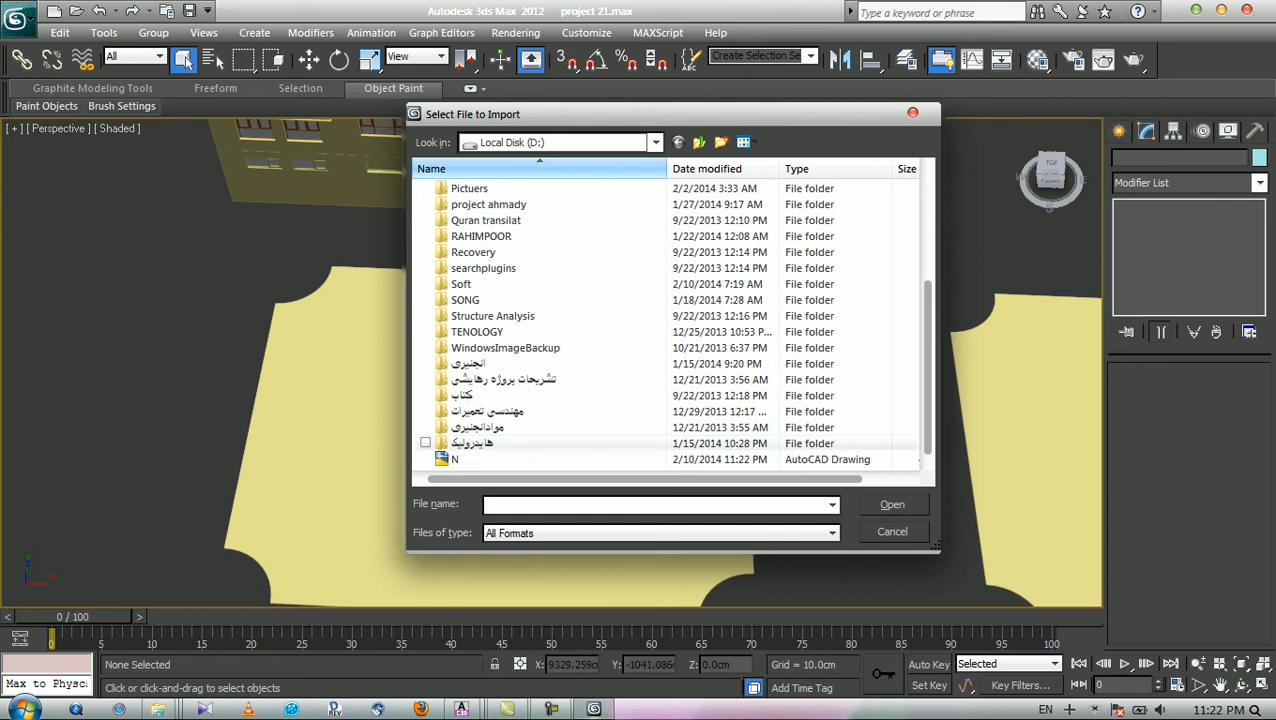 Autodesk 3ds Max 2012 project 21.max
Type a keyword or phrase
Edit Tools Group Views Create Modifiers Animation Graph Editors Rendering Customize MAXScript Help
All View Create Selection Se
Graphite Modeling Tools Freeform Selection Object Paint
Paint Objects Brush Settings
[ + ] [ Perspective ] [ Shaded ]
Select File to Import
Look in: Local Disk (D:)
Name Date modified Type Size
Pictuers 2/2/2014 3:33 AM File folder
project ahmady 1/27/2014 9:17 AM File folder
Quran transilat 9/22/2013 12:10 PM File folder
RAHIMPOOR 1/22/2014 12:08 AM File folder
Recovery 9/22/2013 12:14 PM File folder
searchplugins 9/22/2013 12:14 PM File folder
Soft 2/10/2014 7:19 AM File folder
SONG 1/18/2014 7:28 AM File folder
Structure Analysis 9/22/2013 12:16 PM File folder
TENOLOGY 12/25/2013 10:53 P... File folder
WindowsImageBackup 10/21/2013 6:37 PM File folder
انجنیری 1/15/2014 9:20 PM File folder
تشریحات پروژه رهایشی 12/21/2013 3:56 AM File folder
کتاب 9/22/2013 12:18 PM File folder
مهندسی تعمیرات 12/29/2013 12:17 ... File folder
موادانجنیری 12/21/2013 3:55 AM File folder
هایدرولیک 1/15/2014 10:28 PM File folder
N 2/10/2014 11:22 PM AutoCAD Drawing
File name: Open
Files of type: All Formats Cancel
TOP
FRONT
Modifier List
0 / 100
0 5 10 15 20 25 30 35 40 45 50 55 60 65 70 75 80 85 90 95 100
None Selected X: 9329.259c Y: -1041.086 Z: 0.0cm Grid = 10.0cm Auto Key Selected
Max to Physc Click or click-and-drag to select objects Add Time Tag Set Key Key Filters... 0
EN 11:22 PM